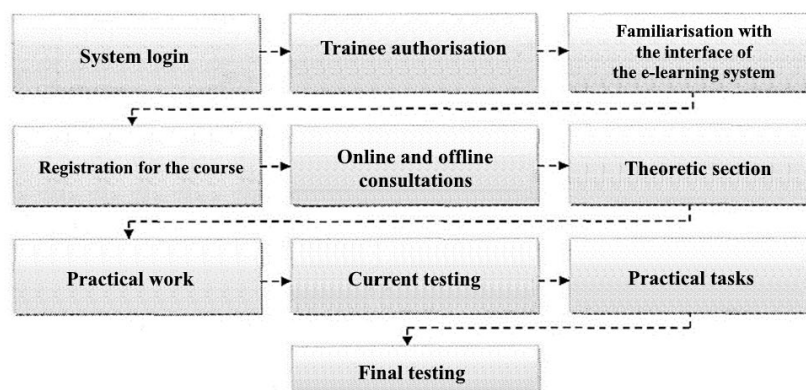 System login
Trainee authorisation
Familiarisation with
the interface of
the e-learning system
Registration for the course
Online and offline
consultations
Theoretic section
Practical work
Current testing
Practical tasks
Final testing